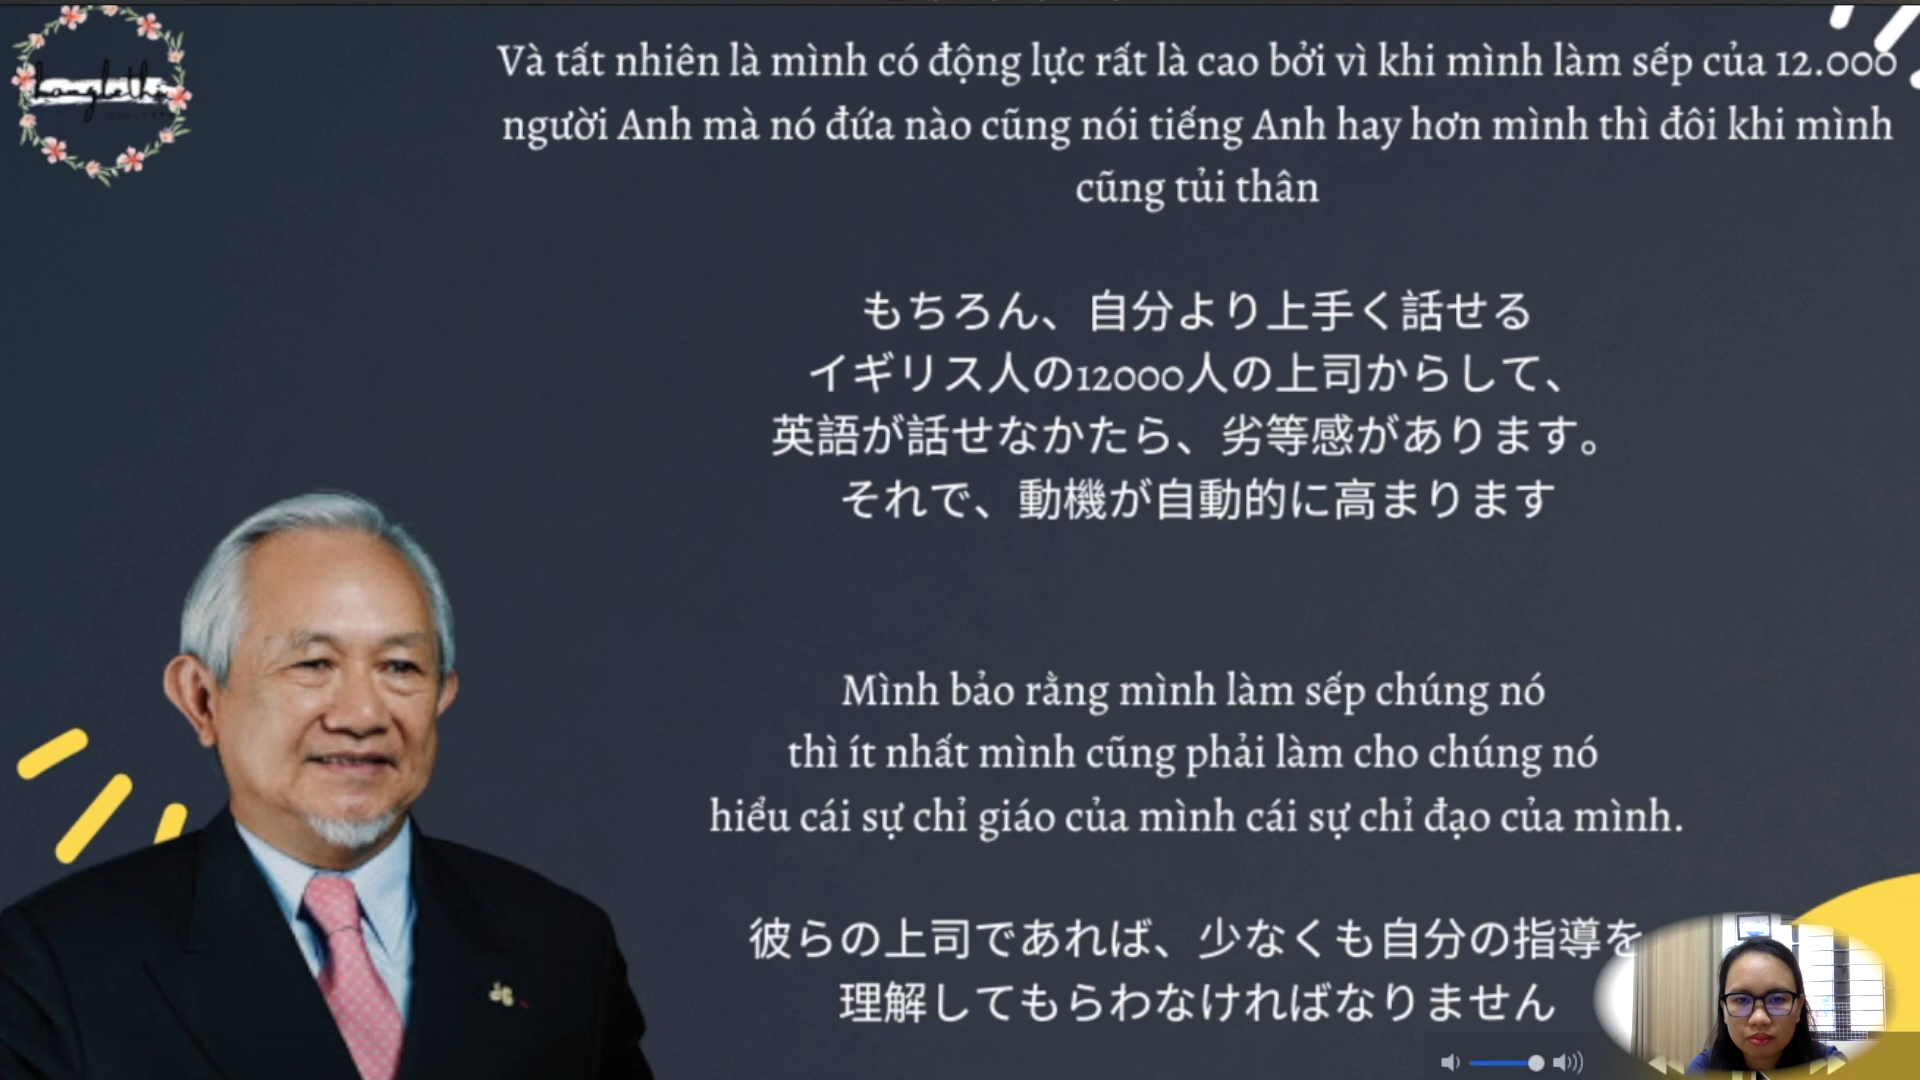 Và tất nhiên là mình có động lực rất là cao bởi vì khi mình làm sếp của 12.000
người Anh mà nó đứa nào cũng nói tiếng Anh hay hơn mình thì đôi khi mình
cũng tủi thân
もちろん、自分より上手く話せる
イギリス人の12000人の上司からして、
英語が話せなかたら、劣等感があります。
それで、動機が自動的に高まります
Mình bảo rằng mình làm sếp chúng nó
thì ít nhất mình cũng phải làm cho chúng nó
hiểu cái sự chỉ giáo của mình cái sự chỉ đạo của mình.
彼らの上司であれば、少なくも自分の指導を
理解してもらわなければなりません